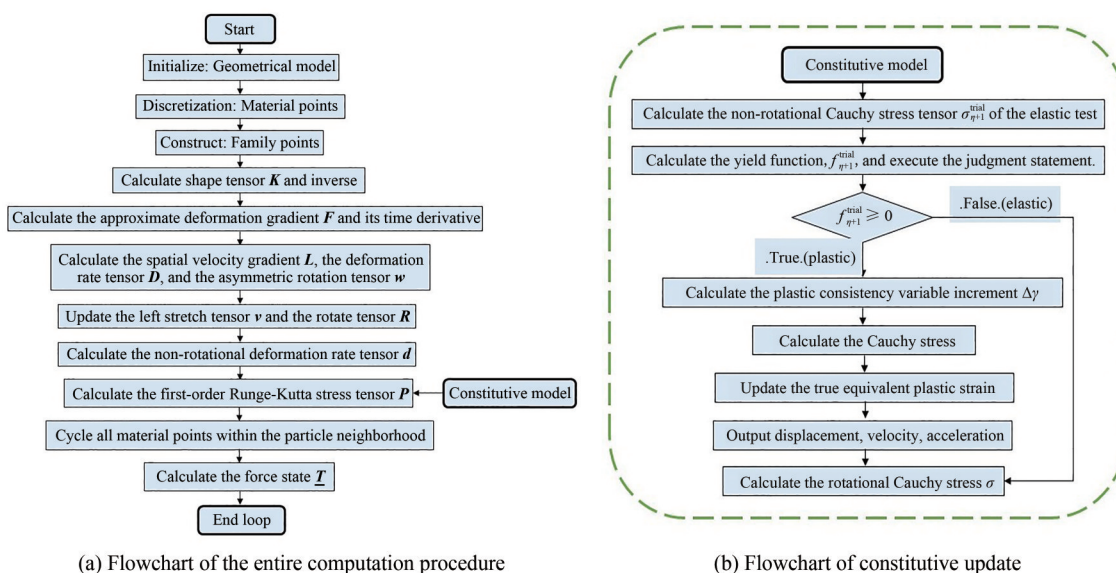 Start
Initialize: Geometrical model
Discretization: Material points
Construct: Family points
Calculate shape tensor K and inverse
Calculate the approximate deformation gradient F and its time derivative
Calculate the spatial velocity gradient L, the deformation
rate tensor D, and the asymmetric rotation tensor w
Update the left stretch tensor v and the rotate tensor R
Calculate the non-rotational deformation rate tensor d
Calculate the first-order Runge-Kutta stress tensor P
Constitutive model
Cycle all material points within the particle neighborhood
Calculate the force state T
End loop
(a) Flowchart of the entire computation procedure
Constitutive model
Calculate the non-rotational Cauchy stress tensor σ_{η+1}^{trial} of the elastic test
Calculate the yield function, f_{η+1}^{trial}, and execute the judgment statement.
f_{η+1}^{trial} ⩾ 0
.False.(elastic)
.True.(plastic)
Calculate the plastic consistency variable increment Δγ
Calculate the Cauchy stress
Update the true equivalent plastic strain
Output displacement, velocity, acceleration
Calculate the rotational Cauchy stress σ
(b) Flowchart of constitutive update